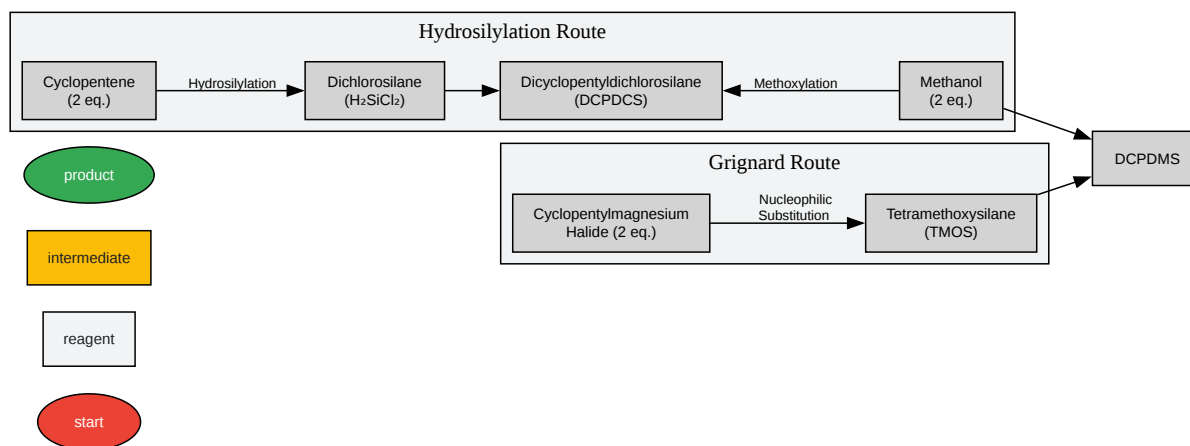 Hydrosilylation Route
Cyclopentene
(2 eq.)
Hydrosilylation
Dichlorosilane
(H₂SiCl₂)
Dicyclopentyldichlorosilane
(DCPDCS)
Methoxylation
Methanol
(2 eq.)
DCPDMS
Grignard Route
Cyclopentylmagnesium
Halide (2 eq.)
Nucleophilic
Substitution
Tetramethoxysilane
(TMOS)
product
intermediate
reagent
start